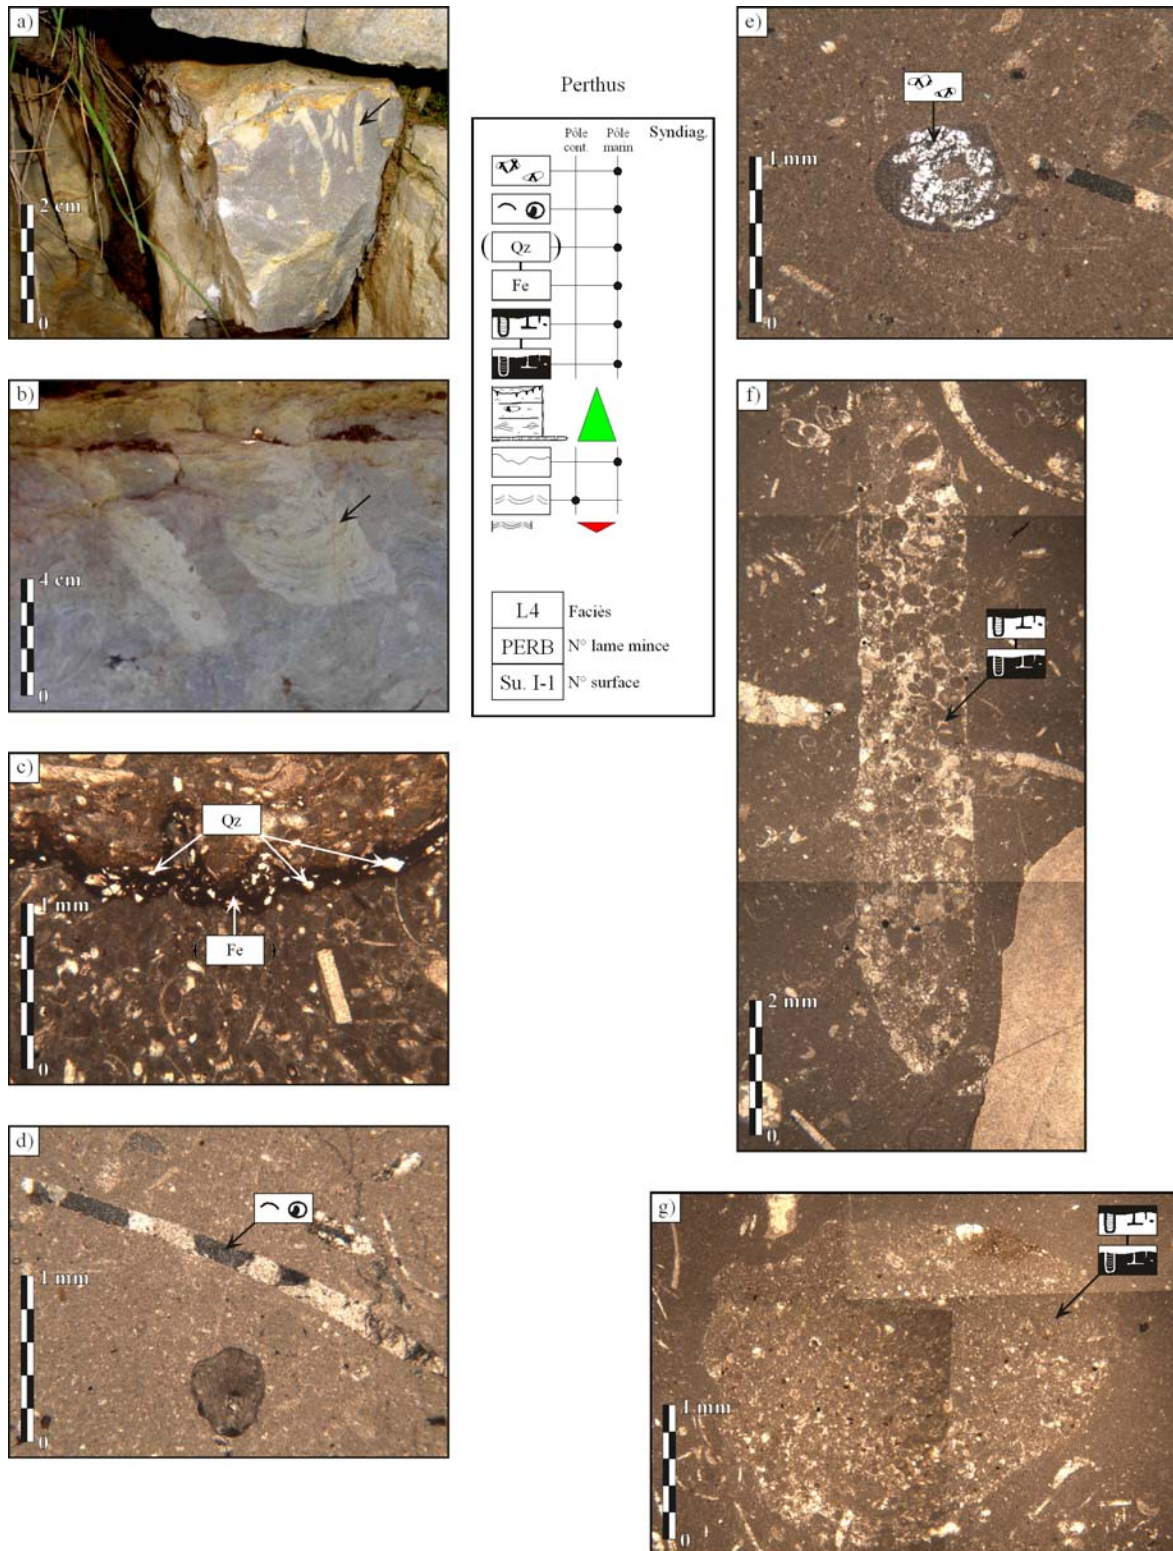 a)
2 cm
0
b)
4 cm
0
c)
Qz
1 mm
Fe
0
d)
1 mm
0
Perthus
Pôle
cont.
Pôle
marin
Syndiag.
( Qz )
Fe
L4 Faciès
PERB N° lame mince
Su. I-1 N° surface
e)
1 mm
0
f)
2 mm
0
g)
1 mm
0